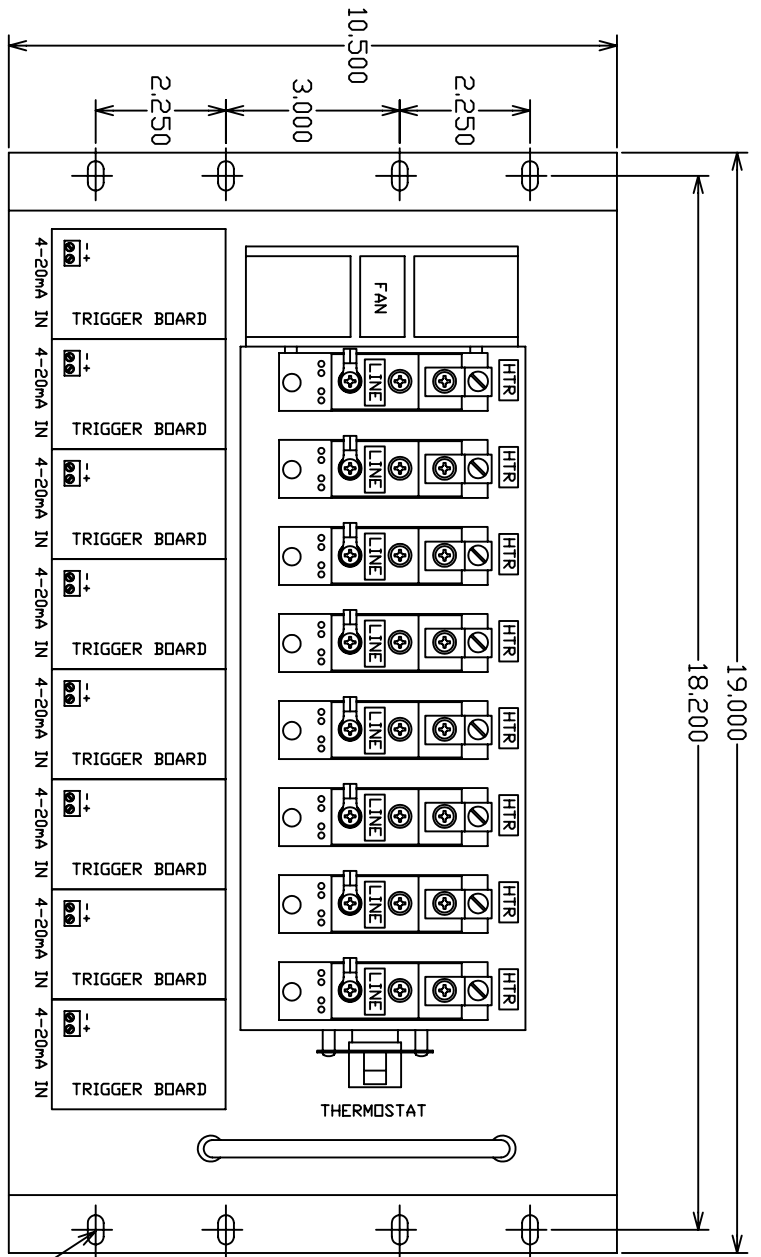 10.500
2.250
3.000
2.250
19.000
18.200
FAN
LINE
HTR
LINE
HTR
LINE
HTR
LINE
HTR
LINE
HTR
LINE
HTR
LINE
HTR
LINE
HTR
THERMOSTAT
- +
TRIGGER BOARD
4-20mA IN
- +
TRIGGER BOARD
4-20mA IN
- +
TRIGGER BOARD
4-20mA IN
- +
TRIGGER BOARD
4-20mA IN
- +
TRIGGER BOARD
4-20mA IN
- +
TRIGGER BOARD
4-20mA IN
- +
TRIGGER BOARD
4-20mA IN
- +
TRIGGER BOARD
4-20mA IN